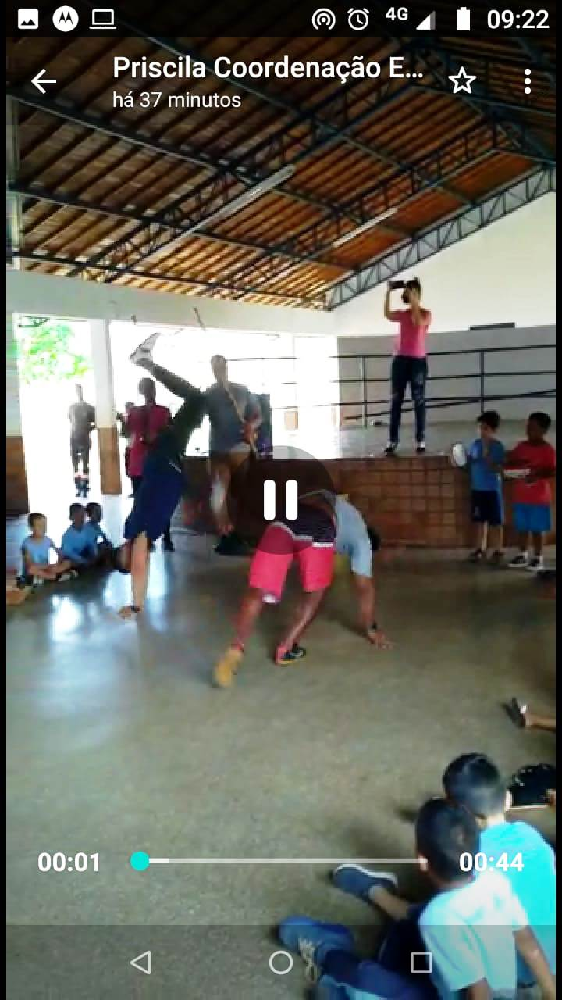 4G 09:22
Priscila Coordenação E...
há 37 minutos
00:01 00:44